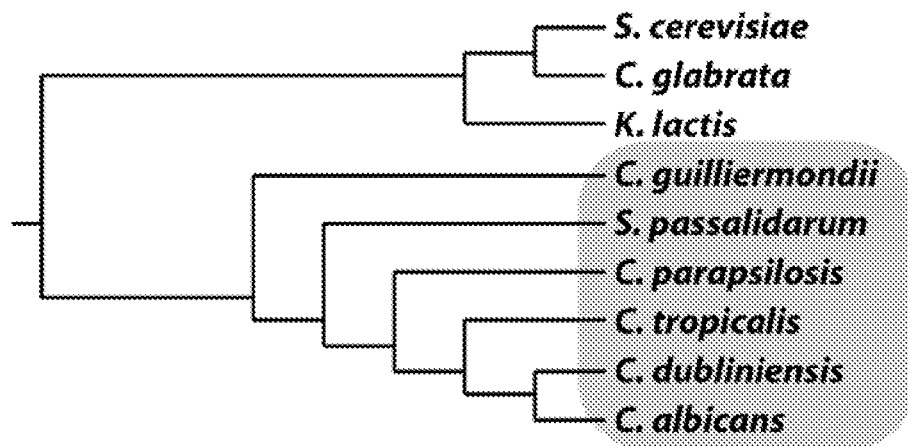 S. cerevisiae
C. glabrata
K. lactis
C. guilliermondii
S. passalidarum
C. parapsilosis
C. tropicalis
C. dubliniensis
C. albicans